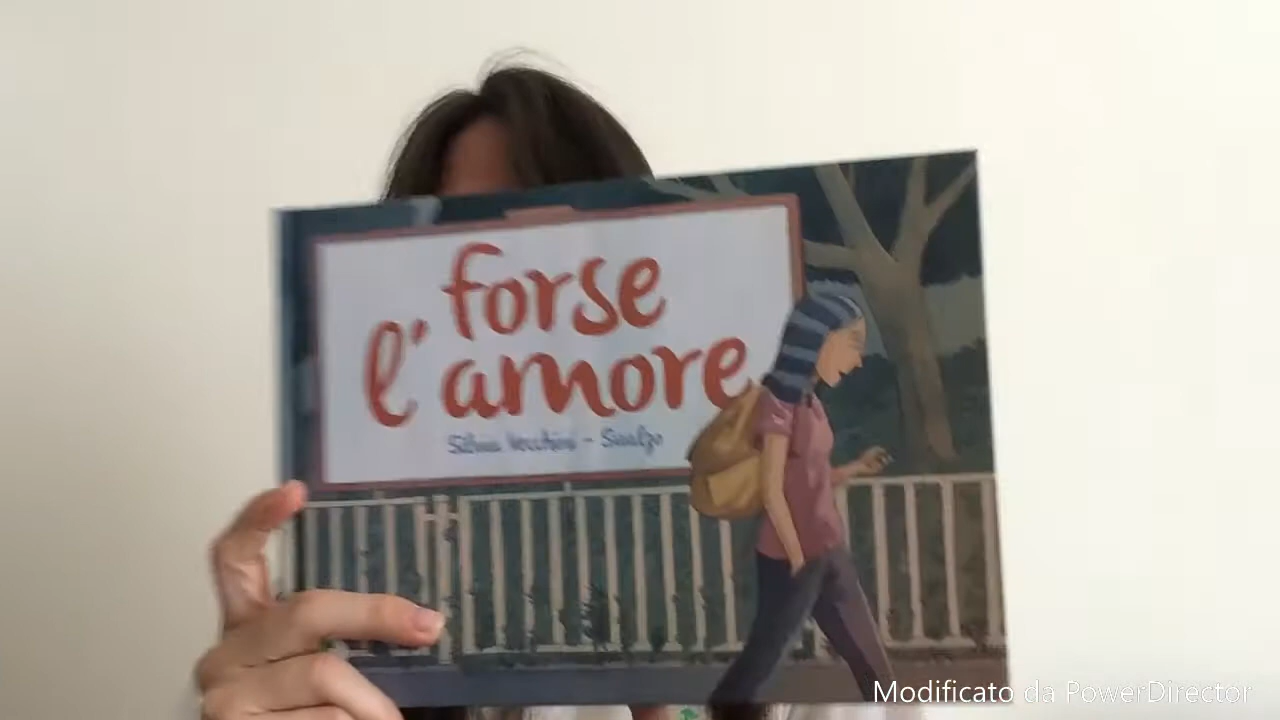 forse
l'amore
Silvia Vecchini - Sualzo
Modificato da PowerDirector